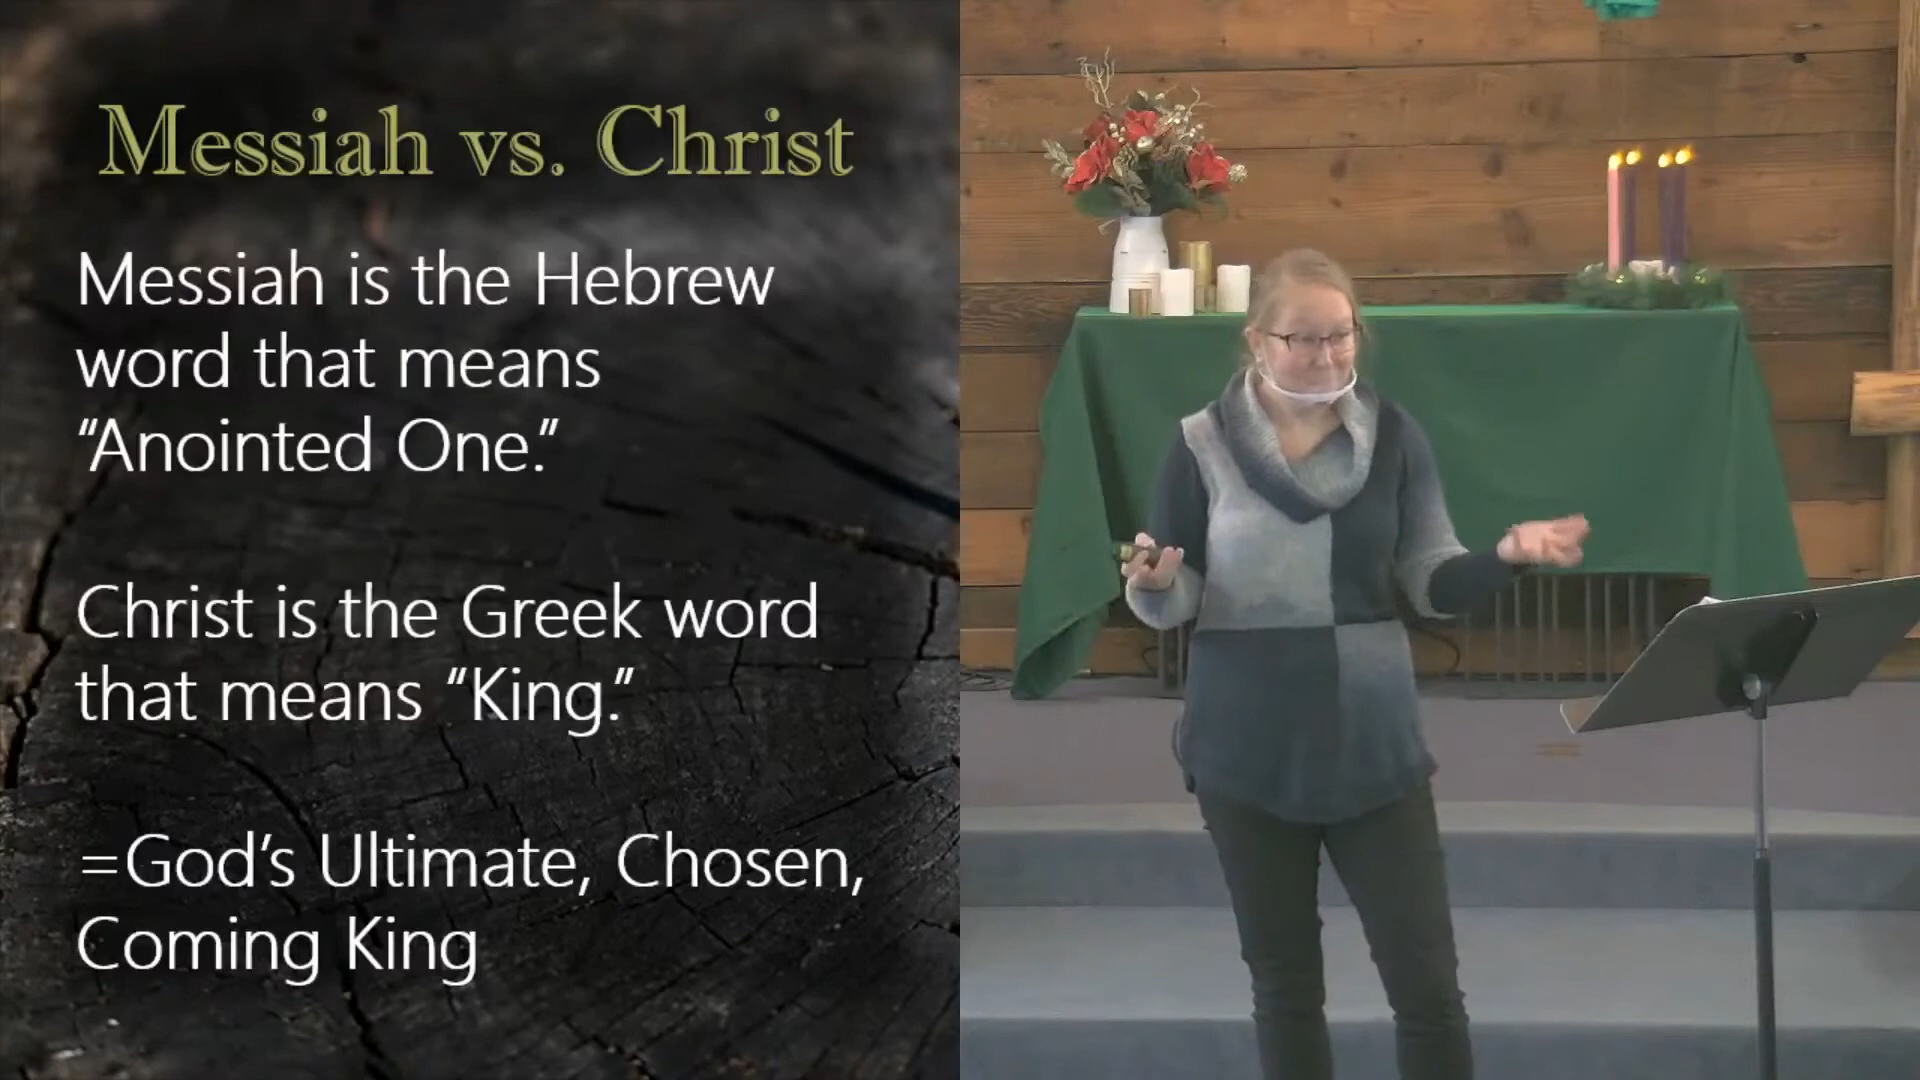 Messiah vs. Christ
Messiah is the Hebrew
word that means
“Anointed One.”
Christ is the Greek word
that means “King.”
=God’s Ultimate, Chosen,
Coming King